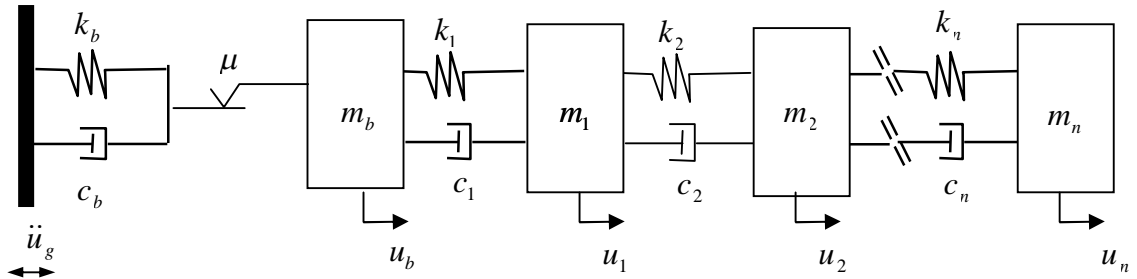 k_b
μ
k_1
k_2
k_n
m_b
m_1
m_2
m_n
c_b
c_1
c_2
c_n
ü_g
u_b
u_1
u_2
u_n